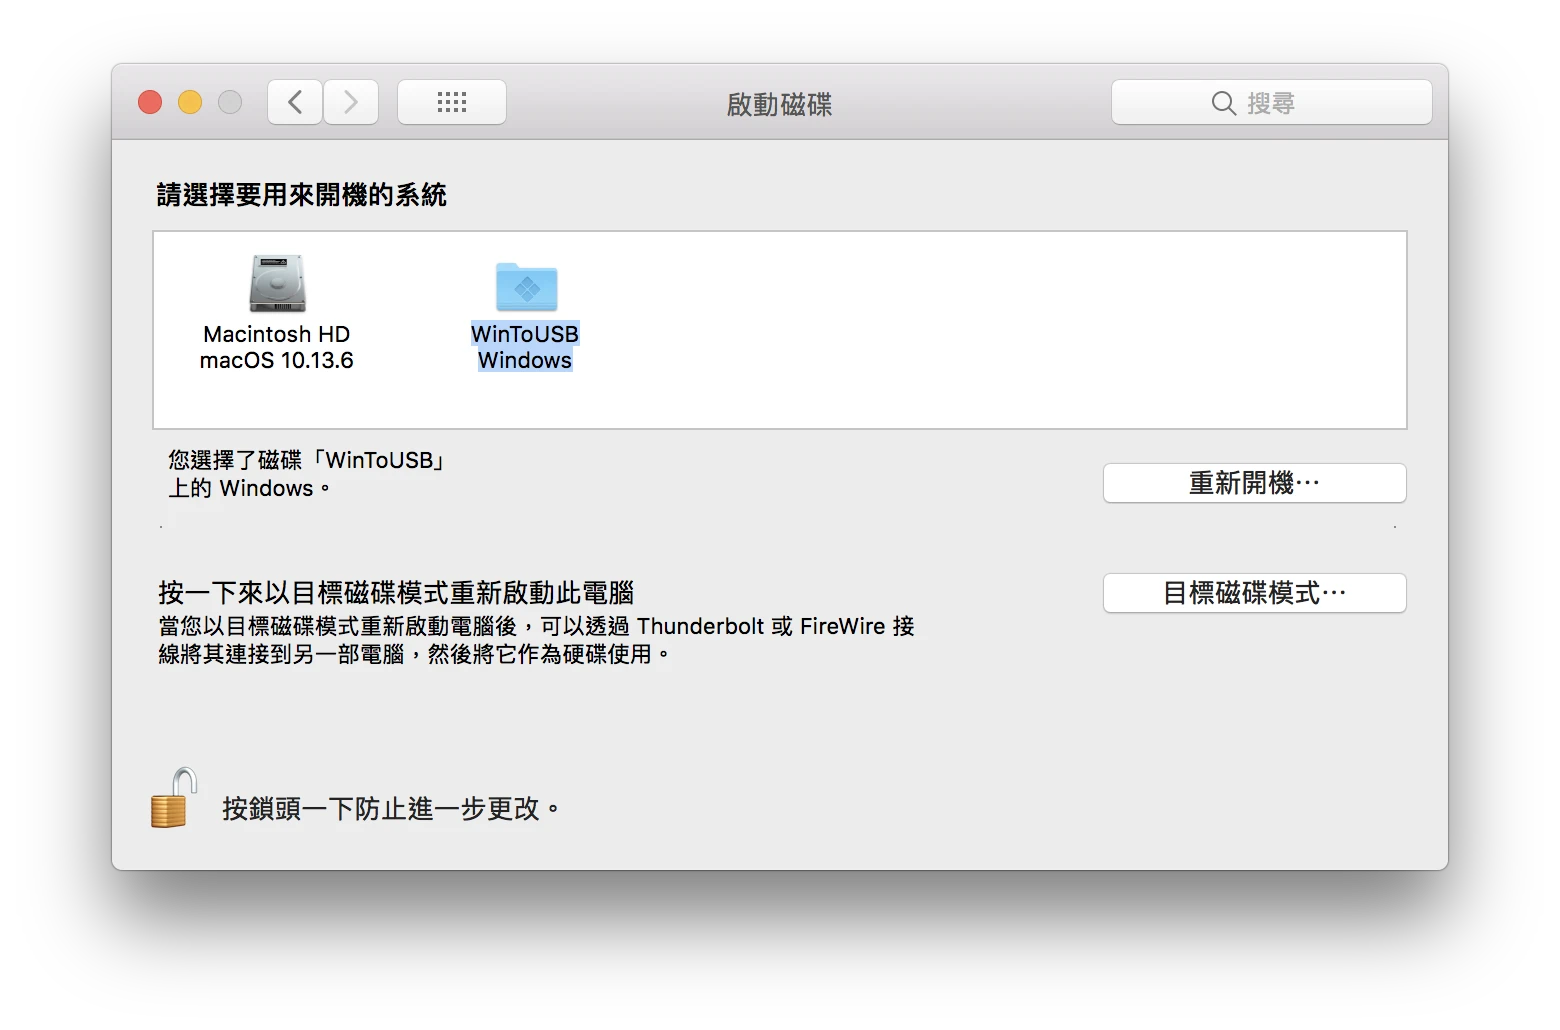 啟動磁碟
搜尋
請選擇要用來開機的系統
Macintosh HD
macOS 10.13.6
WinToUSB
Windows
您選擇了磁碟「WinToUSB」
上的 Windows。
重新開機⋯
按一下來以目標磁碟模式重新啟動此電腦
目標磁碟模式⋯
當您以目標磁碟模式重新啟動電腦後，可以透過 Thunderbolt 或 FireWire 接
線將其連接到另一部電腦，然後將它作為硬碟使用。
按鎖頭一下防止進一步更改。